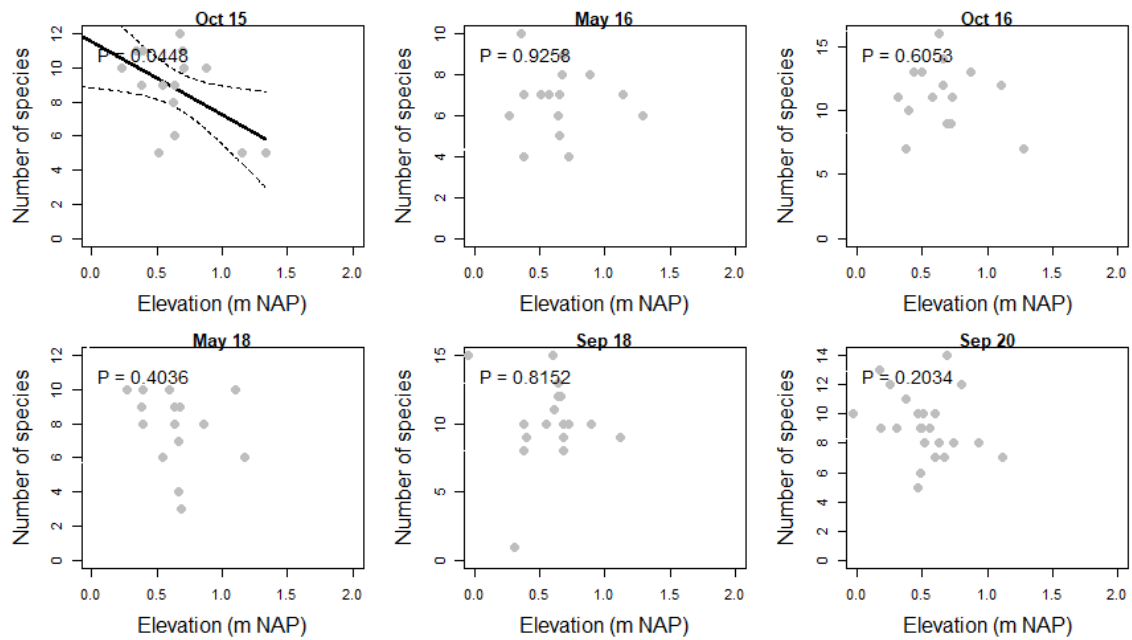 Oct 15
P = 0.0448
Number of species
0 2 4 6 8 10 12
0.0 0.5 1.0 1.5 2.0
Elevation (m NAP)
May 16
P = 0.9258
Number of species
0 2 4 6 8 10
0.0 0.5 1.0 1.5 2.0
Elevation (m NAP)
Oct 16
P = 0.6053
Number of species
0 5 10 15
0.0 0.5 1.0 1.5 2.0
Elevation (m NAP)
May 18
P = 0.4036
Number of species
0 2 4 6 8 10 12
0.0 0.5 1.0 1.5 2.0
Elevation (m NAP)
Sep 18
P = 0.8152
Number of species
0 5 10 15
0.0 0.5 1.0 1.5 2.0
Elevation (m NAP)
Sep 20
P = 0.2034
Number of species
0 2 4 6 8 10 12 14
0.0 0.5 1.0 1.5 2.0
Elevation (m NAP)